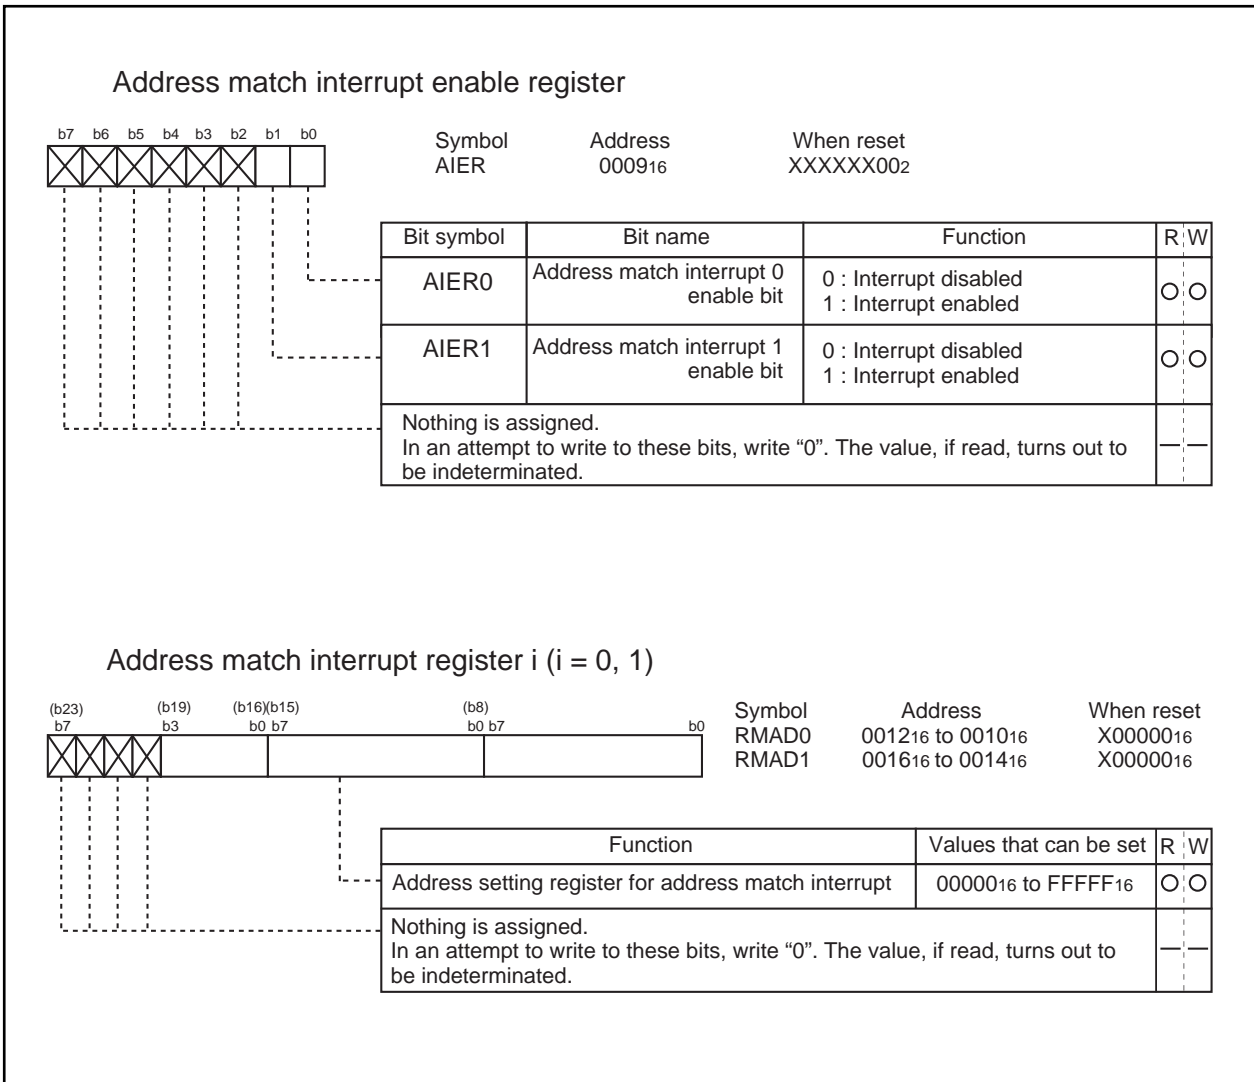 Address match interrupt enable register
b7 b6 b5 b4 b3 b2 b1 b0
Symbol Address When reset
AIER 000916 XXXXXX002
Bit symbol Bit name Function R W
AIER0 Address match interrupt 0 enable bit 0 : Interrupt disabled
1 : Interrupt enabled
AIER1 Address match interrupt 1 enable bit 0 : Interrupt disabled
1 : Interrupt enabled
Nothing is assigned.
In an attempt to write to these bits, write “0”. The value, if read, turns out to
be indeterminated.
Address match interrupt register i (i = 0, 1)
(b23) (b19) (b16)(b15) (b8)
b7 b3 b0 b7 b0 b7 b0
Symbol Address When reset
RMAD0 001216 to 001016 X0000016
RMAD1 001616 to 001416 X0000016
Function Values that can be set R W
Address setting register for address match interrupt 0000016 to FFFFF16
Nothing is assigned.
In an attempt to write to these bits, write “0”. The value, if read, turns out to
be indeterminated.